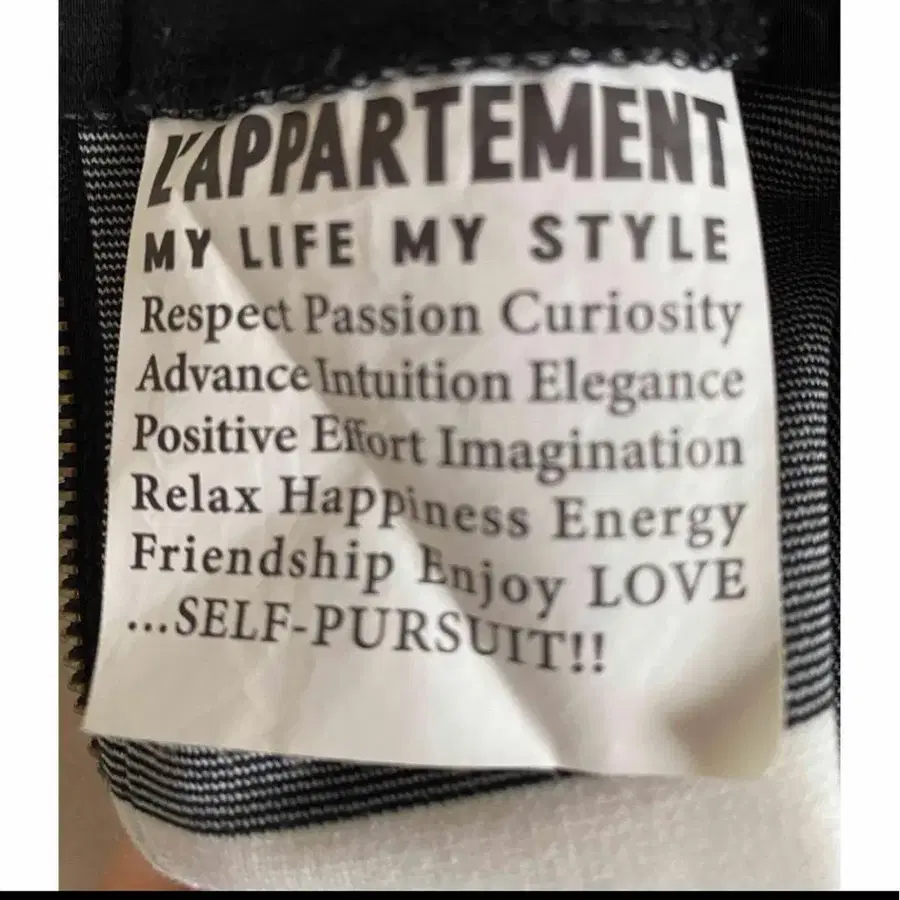 L'APPARTEMENT
MY LIFE MY STYLE
Respect Passion Curiosity
Advance Intuition Elegance
Positive Effort Imagination
Relax Happiness Energy
Friendship Enjoy LOVE
...SELF-PURSUIT!!